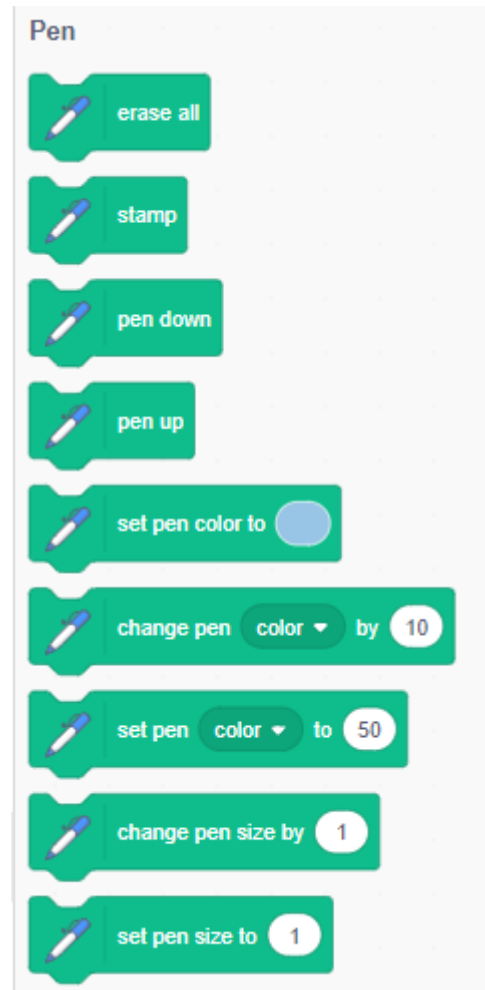 Pen
erase all
stamp
pen down
pen up
set pen color to
change pen color by 10
set pen color to 50
change pen size by 1
set pen size to 1